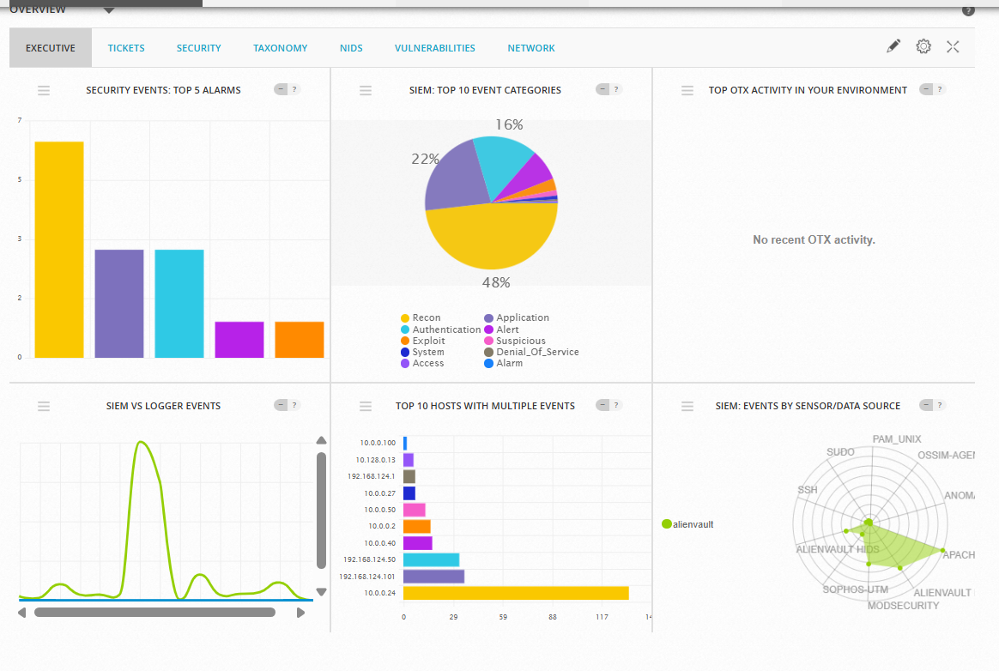 OVERVIEW
?
EXECUTIVE TICKETS SECURITY TAXONOMY NIDS VULNERABILITIES NETWORK
SECURITY EVENTS: TOP 5 ALARMS
− ?
7
5
3
2
0
SIEM: TOP 10 EVENT CATEGORIES
− ?
16%
22%
48%
Recon Application
Authentication Alert
Exploit Suspicious
System Denial_Of_Service
Access Alarm
TOP OTX ACTIVITY IN YOUR ENVIRONMENT
− ?
No recent OTX activity.
SIEM VS LOGGER EVENTS
− ?
TOP 10 HOSTS WITH MULTIPLE EVENTS
− ?
10.0.0.100
10.128.0.13
192.168.124.1
10.0.0.27
10.0.0.50
10.0.0.2
10.0.0.40
192.168.124.50
192.168.124.101
10.0.0.24
0 29 59 88 117 14
SIEM: EVENTS BY SENSOR/DATA SOURCE
− ?
alienvault
PAM_UNIX
SUDO
OSSIM-AGEN
SSH
ANOMA
ALIENVAULT HIDS
APACH
SOPHOS-UTM
ALIENVAULT
MODSECURITY